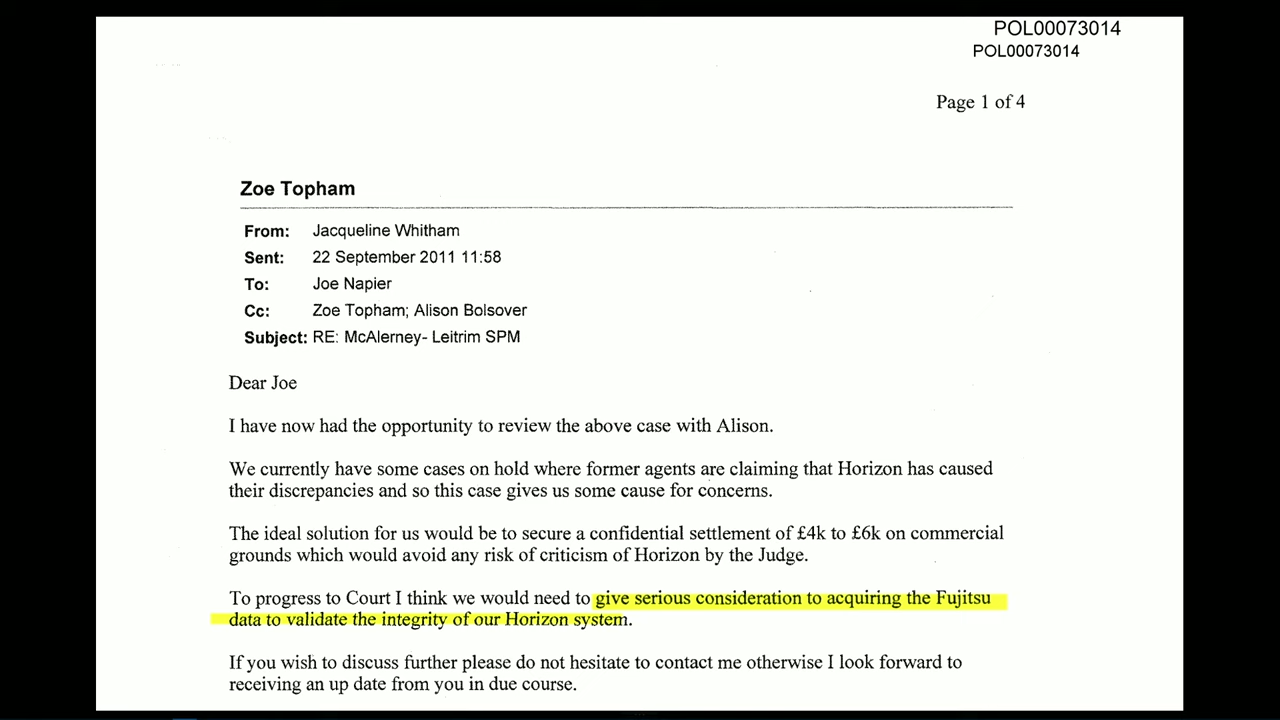 POL00073014
POL00073014
Page 1 of 4
Zoe Topham
From: Jacqueline Whitham
Sent: 22 September 2011 11:58
To: Joe Napier
Cc: Zoe Topham; Alison Bolsover
Subject: RE: McAlerney- Leitrim SPM
Dear Joe
I have now had the opportunity to review the above case with Alison.
We currently have some cases on hold where former agents are claiming that Horizon has caused
their discrepancies and so this case gives us some cause for concerns.
The ideal solution for us would be to secure a confidential settlement of £4k to £6k on commercial
grounds which would avoid any risk of criticism of Horizon by the Judge.
To progress to Court I think we would need to give serious consideration to acquiring the Fujitsu
data to validate the integrity of our Horizon system.
If you wish to discuss further please do not hesitate to contact me otherwise I look forward to
receiving an up date from you in due course.